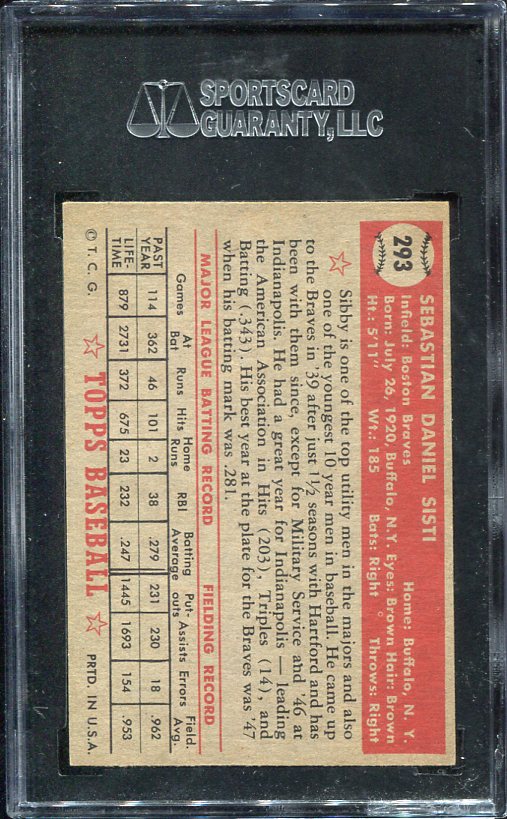 SPORTSCARD
GUARANTY, LLC
293
SEBASTIAN DANIEL SISTI
Infield: Boston Braves Home: Buffalo, N. Y.
Born: July 26, 1920, Buffalo, N. Y. Eyes: Brown Hair: Brown
Ht.: 5'11" Wt.: 185 Bats: Right Throws: Right
Sibby is one of the top utility men in the majors and also
one of the youngest 10 year men in baseball. He came up
to the Braves in '39 after just 1½ seasons with Hartford and has
been with them since, except for Military Service abd '46 at
Indianapolis. He had a great year for Indianapolis — leading
the American Association in Hits (203), Triples (14), and
Batting (.343). His best year at the plate for the Braves was '47
when his batting mark was .281.
MAJOR LEAGUE BATTING RECORD FIELDING RECORD
Games At Bat Runs Hits Home Runs RBI Batting Average Put-outs Assists Errors Field. Avg.
PAST YEAR 114 362 46 101 2 38 .279 231 230 18 .962
LIFE-TIME 879 2731 372 675 23 232 .247 1445 1693 154 .953
© T. C. G. TOPPS BASEBALL PRTD. IN U.S.A.